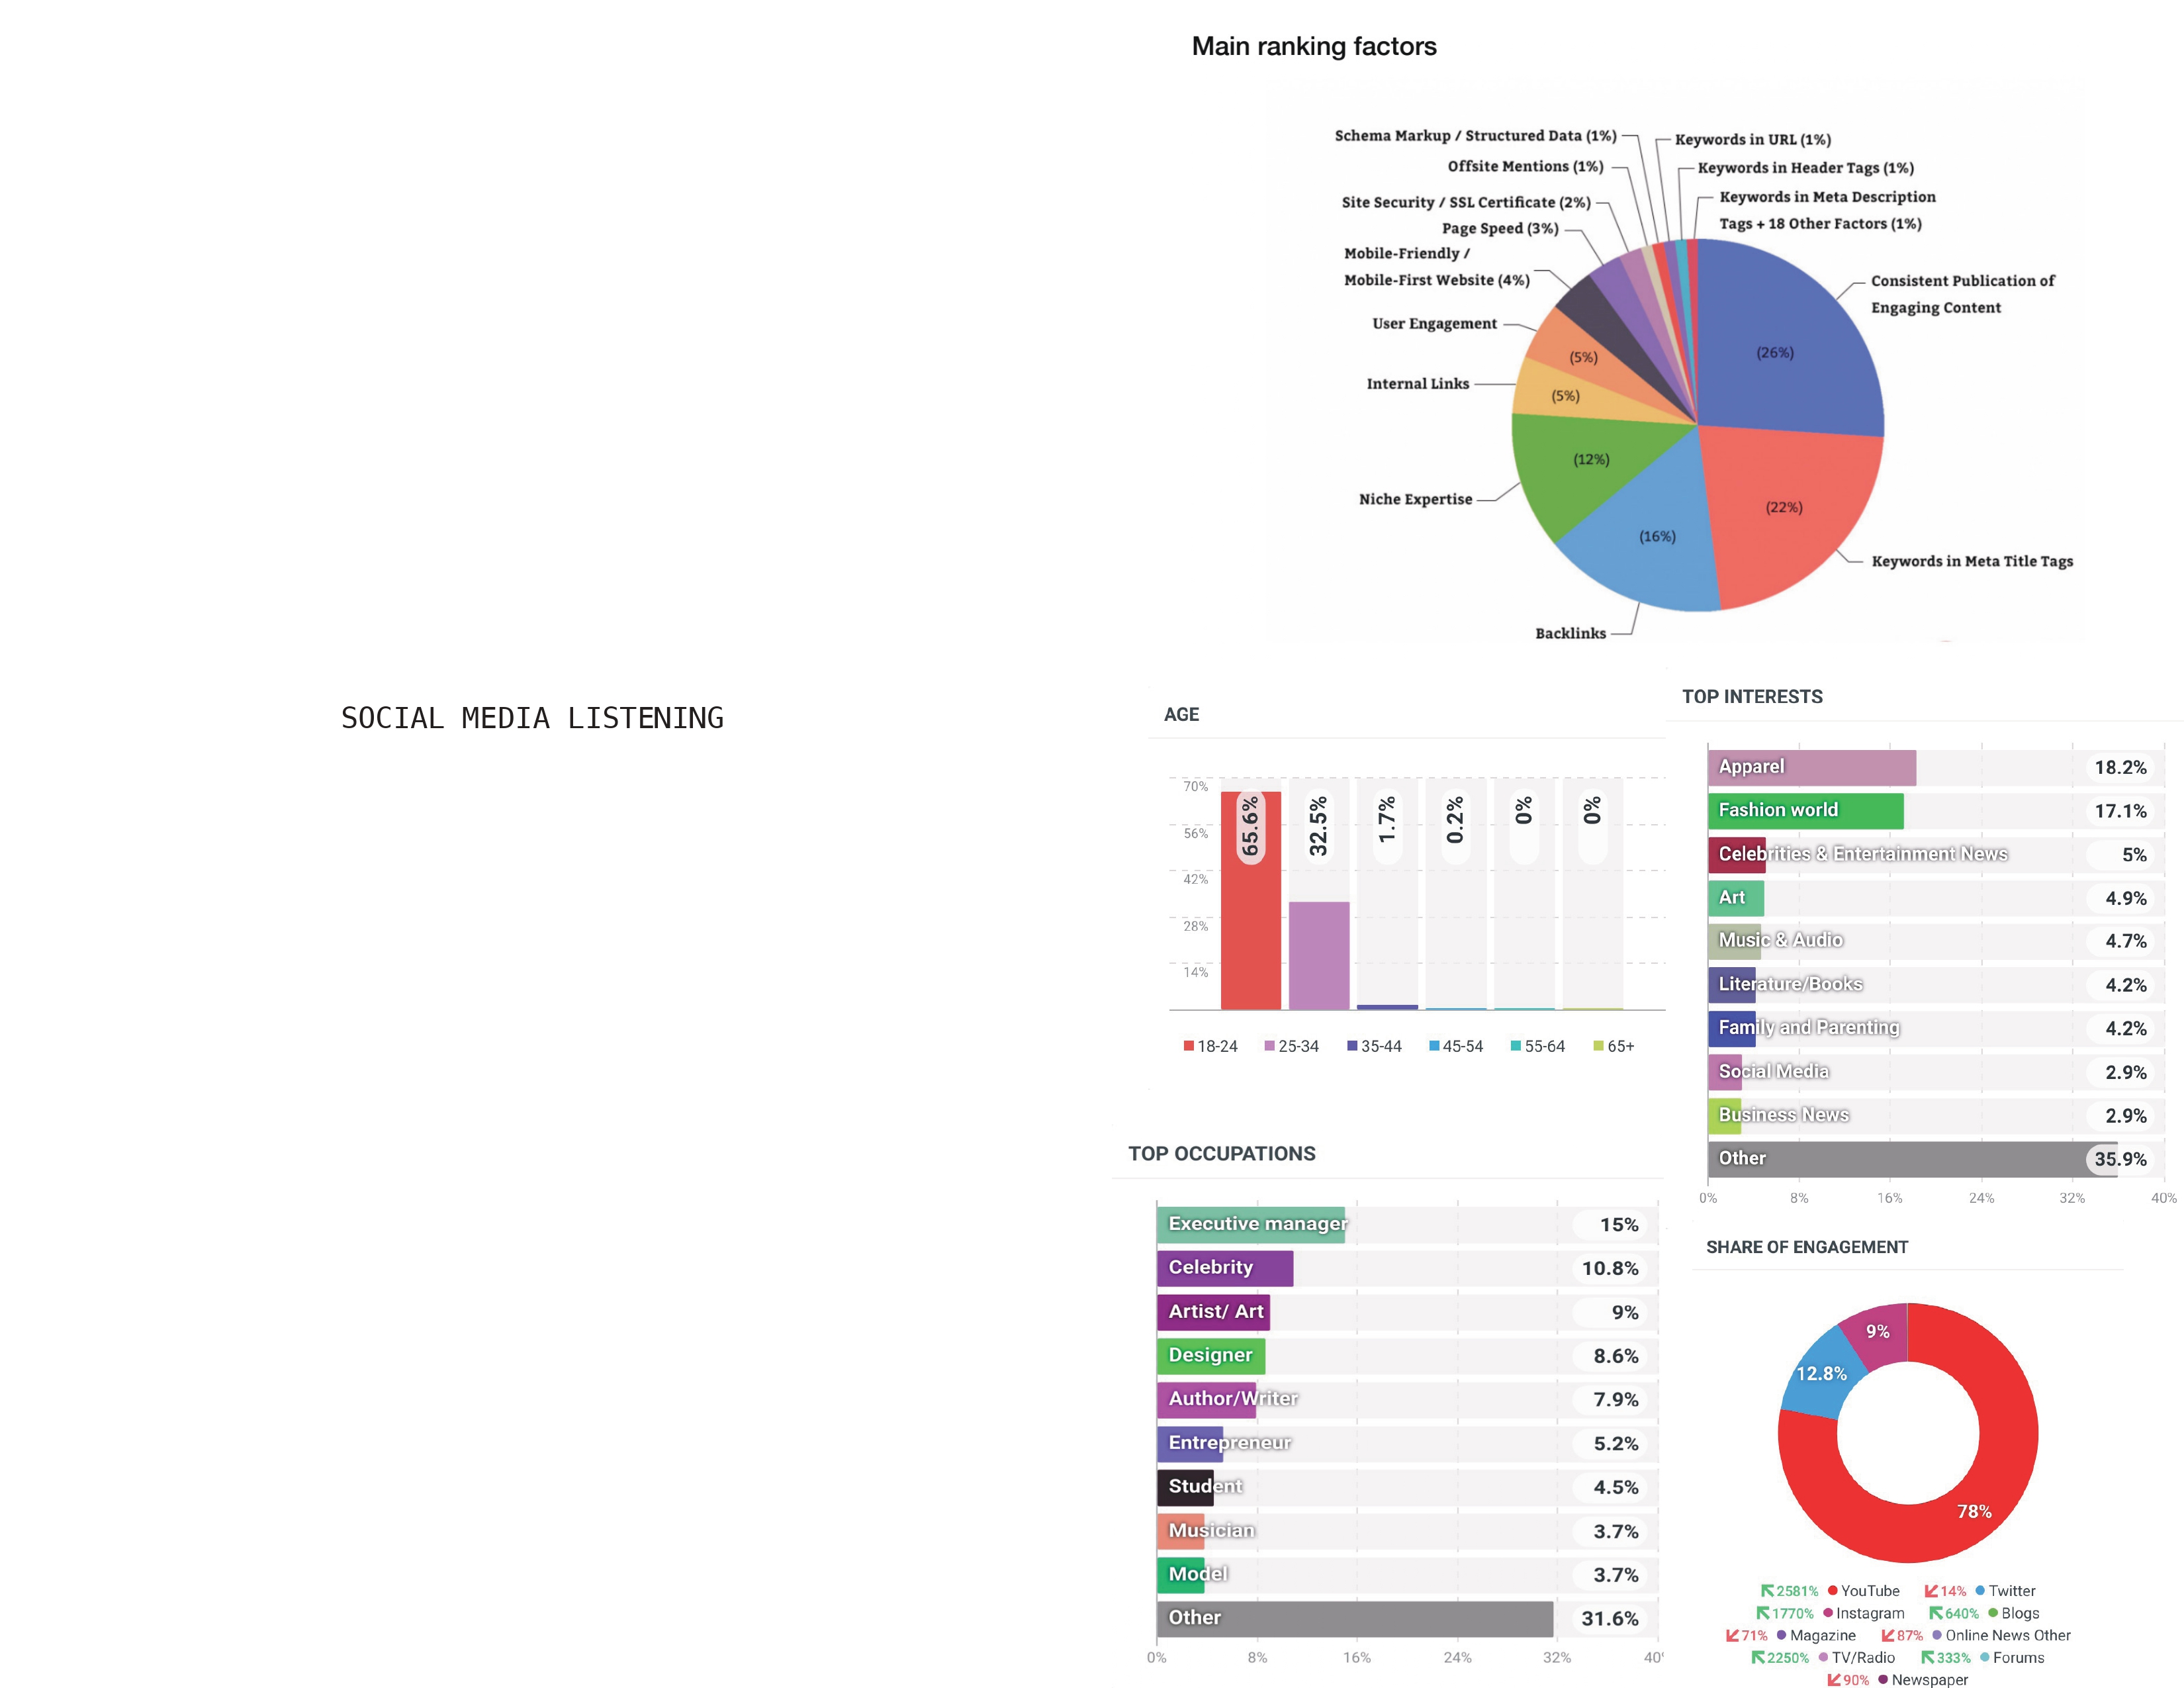 Main ranking factors
Schema Markup / Structured Data (1%)
Keywords in URL (1%)
Offsite Mentions (1%)
Keywords in Header Tags (1%)
Site Security / SSL Certificate (2%)
Keywords in Meta Description
Tags + 18 Other Factors (1%)
Page Speed (3%)
Mobile-Friendly /
Mobile-First Website (4%)
Consistent Publication of
Engaging Content
User Engagement
(5%)
(26%)
Internal Links
(5%)
(12%)
Niche Expertise
(22%)
(16%)
Keywords in Meta Title Tags
Backlinks
SOCIAL MEDIA LISTENING
AGE
70%
56%
42%
28%
14%
65.6%
32.5%
1.7%
0.2%
0%
0%
18-24 25-34 35-44 45-54 55-64 65+
TOP INTERESTS
Apparel 18.2%
Fashion world 17.1%
Celebrities & Entertainment News 5%
Art 4.9%
Music & Audio 4.7%
Literature/Books 4.2%
Family and Parenting 4.2%
Social Media 2.9%
Business News 2.9%
Other 35.9%
0% 8% 16% 24% 32% 40%
TOP OCCUPATIONS
Executive manager 15%
Celebrity 10.8%
Artist/ Art 9%
Designer 8.6%
Author/Writer 7.9%
Entrepreneur 5.2%
Student 4.5%
Musician 3.7%
Model 3.7%
Other 31.6%
0% 8% 16% 24% 32% 40%
SHARE OF ENGAGEMENT
9%
12.8%
78%
2581% YouTube 14% Twitter
1770% Instagram 640% Blogs
71% Magazine 87% Online News Other
2250% TV/Radio 333% Forums
90% Newspaper